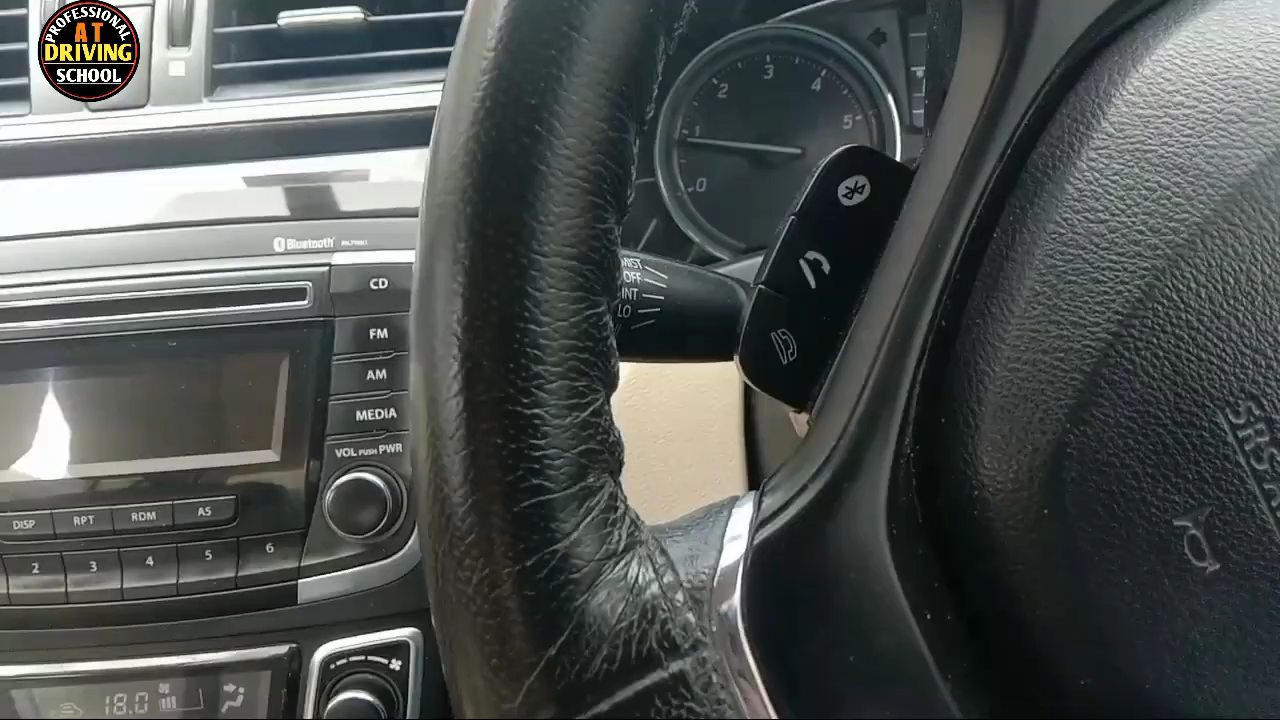 PROFESSIONAL
AT
DRIVING
SCHOOL
0
1
2
3
4
5
MIST
OFF
INT
LO
Bluetooth
CD
FM
AM
MEDIA
VOL PUSH PWR
DISP
RPT
RDM
AS
2
3
4
5
6
18.0
SRS